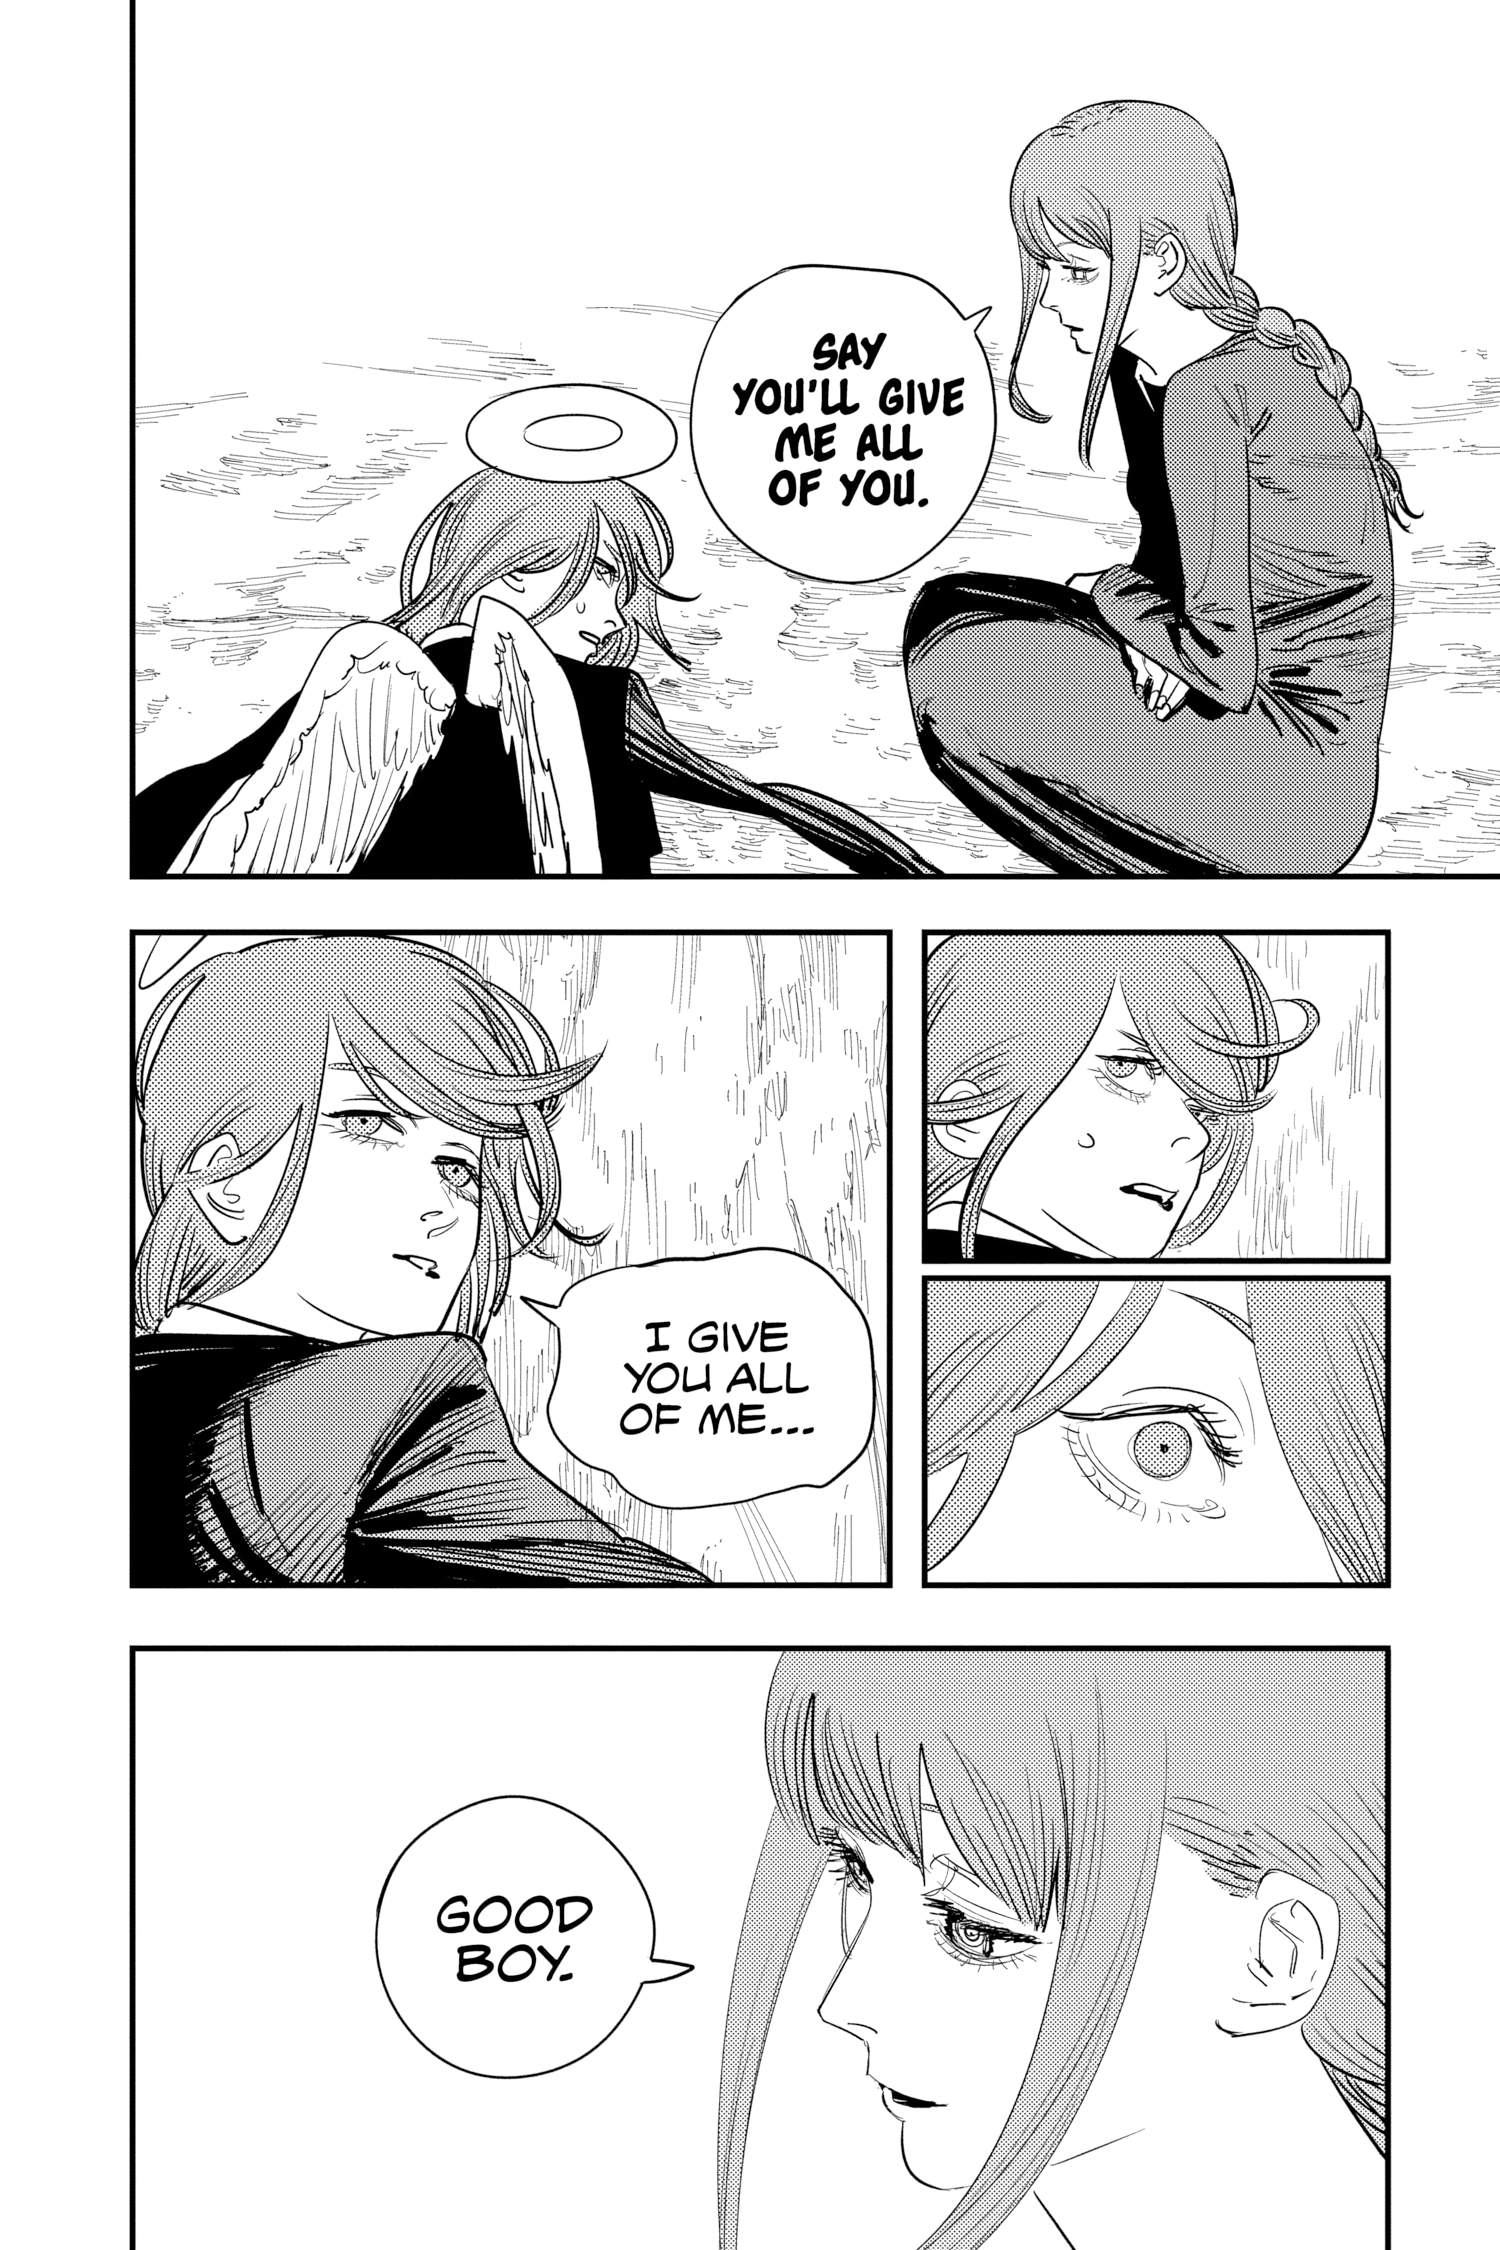 SAY
YOU'LL GIVE
ME ALL
OF YOU.
I GIVE
YOU ALL
OF ME...
GOOD
BOY.